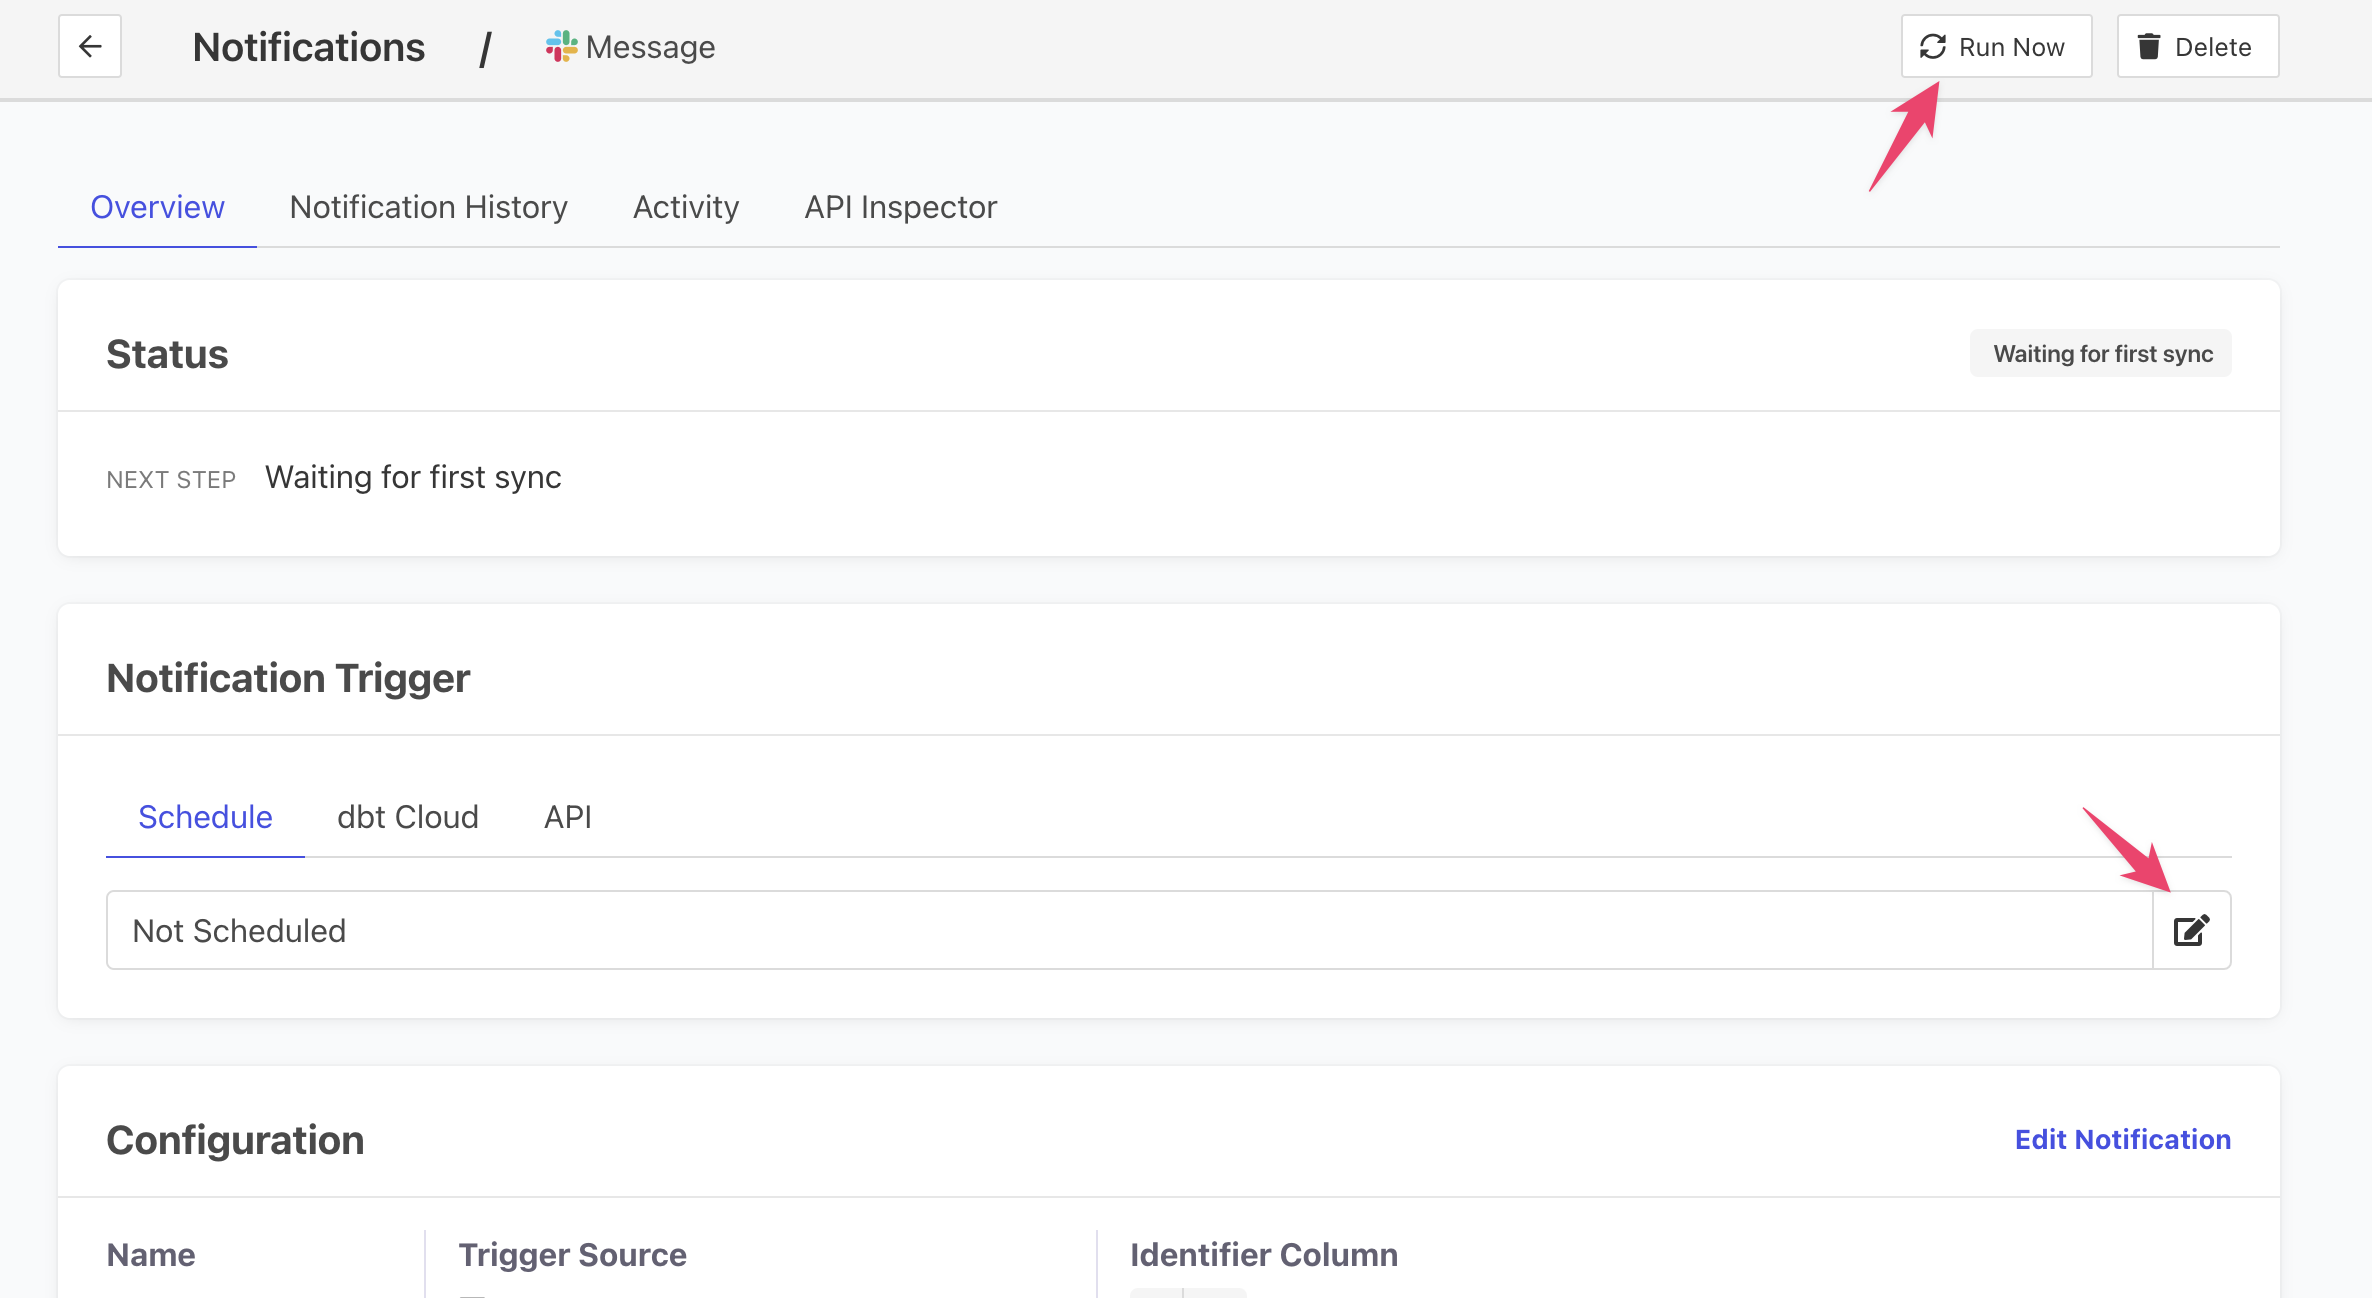 Notifications / Message Run Now Delete
Overview Notification History Activity API Inspector
Status Waiting for first sync
NEXT STEP Waiting for first sync
Notification Trigger
Schedule dbt Cloud API
Not Scheduled
Configuration Edit Notification
Name Trigger Source Identifier Column